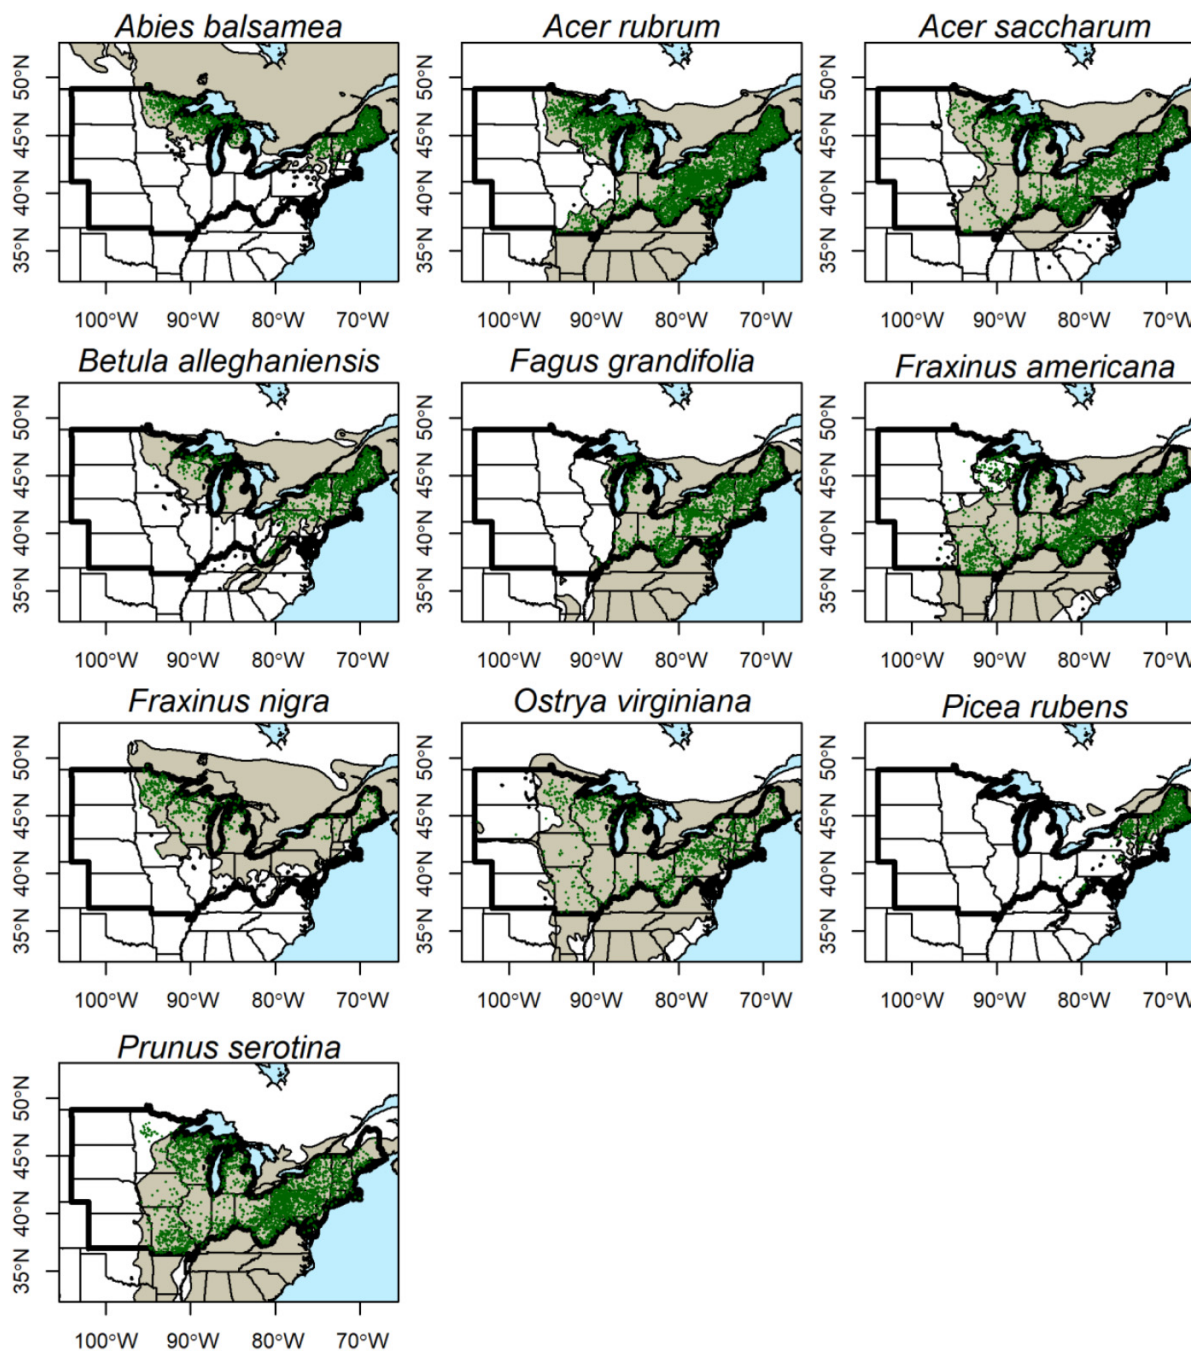 Abies balsamea
Acer rubrum
Acer saccharum
50°N
45°N
40°N
35°N
100°W 90°W 80°W 70°W
100°W 90°W 80°W 70°W
100°W 90°W 80°W 70°W
50°N
45°N
40°N
35°N
50°N
45°N
40°N
35°N
Betula alleghaniensis
Fagus grandifolia
Fraxinus americana
50°N
45°N
40°N
35°N
100°W 90°W 80°W 70°W
50°N
45°N
40°N
35°N
100°W 90°W 80°W 70°W
50°N
45°N
40°N
35°N
100°W 90°W 80°W 70°W
Fraxinus nigra
Ostrya virginiana
Picea rubens
50°N
45°N
40°N
35°N
100°W 90°W 80°W 70°W
50°N
45°N
40°N
35°N
100°W 90°W 80°W 70°W
50°N
45°N
40°N
35°N
100°W 90°W 80°W 70°W
Prunus serotina
50°N
45°N
40°N
35°N
100°W 90°W 80°W 70°W